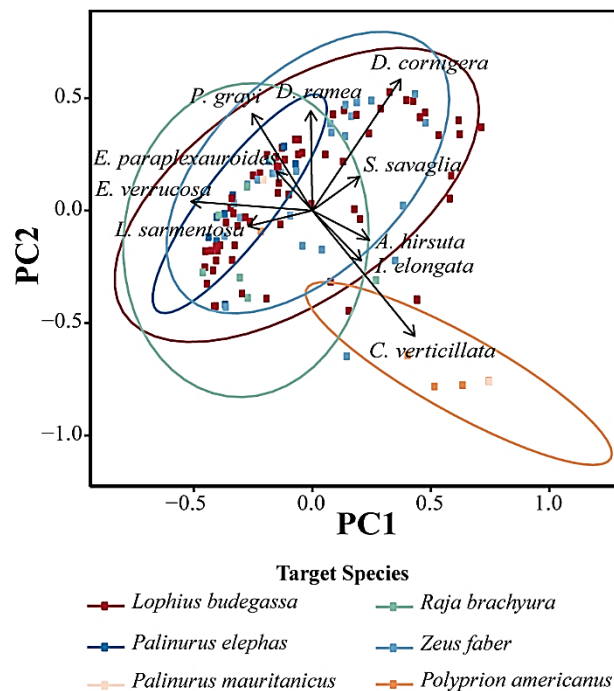 D. cornigera
P. grayi D. ramea
0.5
E. paraplexauroides
S. savaglia
E. verrucosa
0.0
L. sarmentosa
A. hirsuta
I. elongata
PC2
−0.5
C. verticillata
−1.0
−0.5 0.0 0.5 1.0
PC1
Target Species
Lophius budegassa Raja brachyura
Palinurus elephas Zeus faber
Palinurus mauritanicus Polyprion americanus